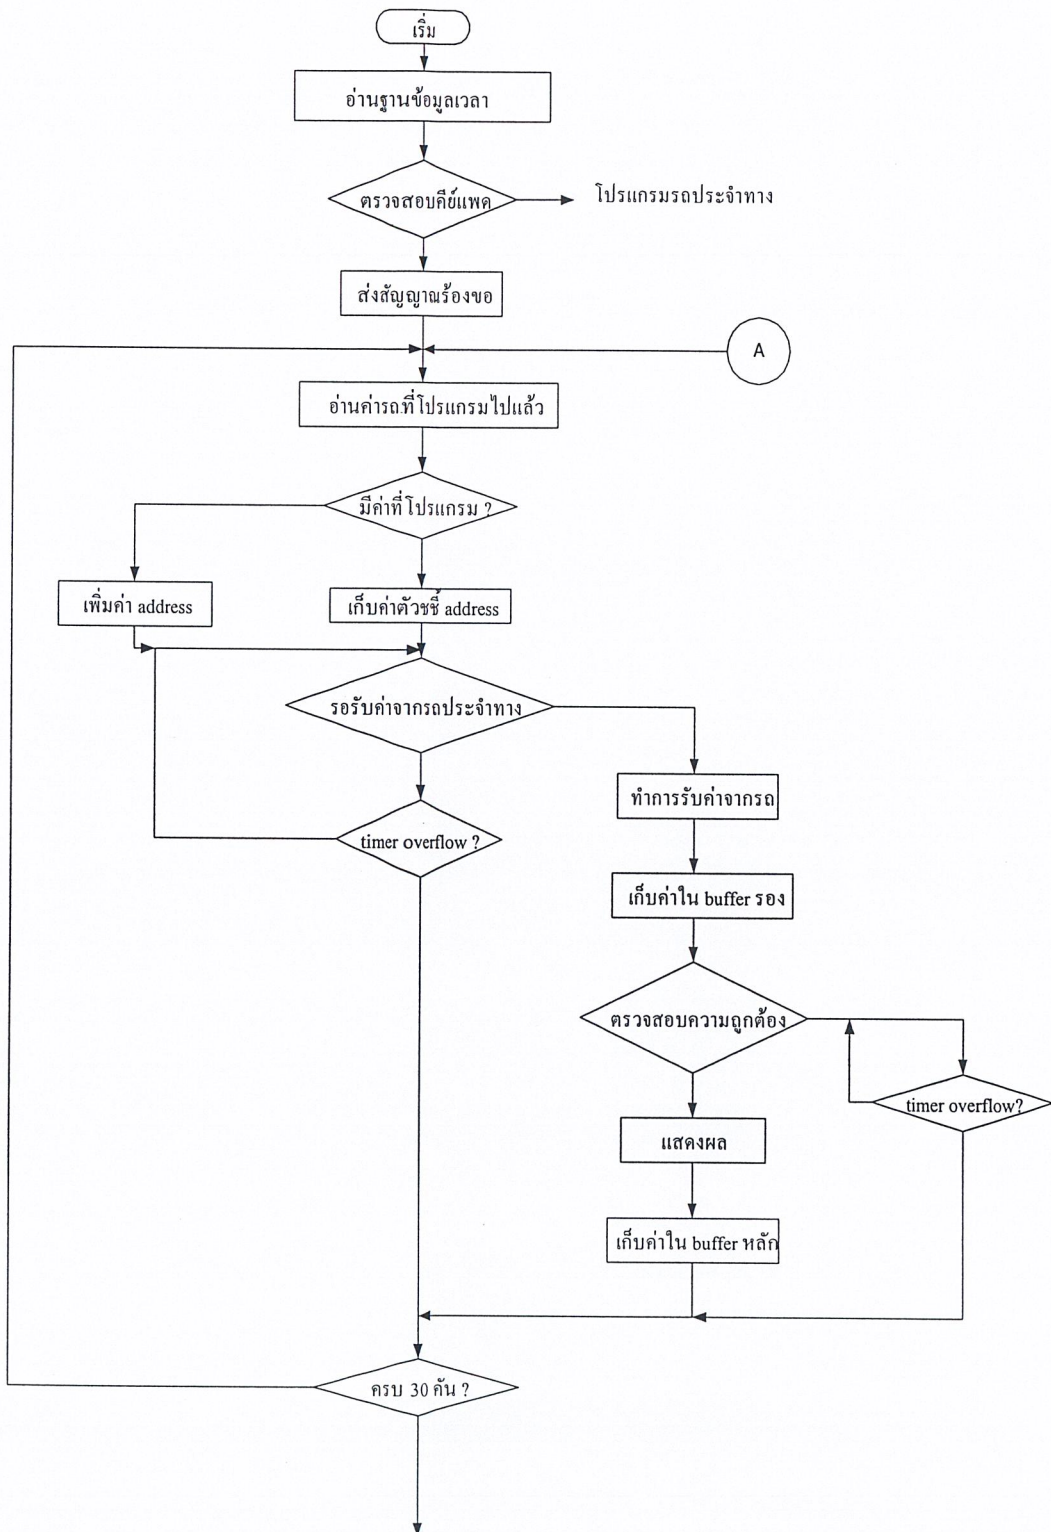 เริ่ม
อ่านฐานข้อมูลเวลา
ตรวจสอบคีย์แพค
โปรแกรมรถประจำทาง
ส่งสัญญาณร้องขอ
A
อ่านค่ารถที่โปรแกรมไปแล้ว
มีค่าที่โปรแกรม ?
เพิ่มค่า address
เก็บค่าตัวชชี้ address
รอรับค่าจากรถประจำทาง
ทำการรับค่าจากรถ
timer overflow ?
เก็บค่าใน buffer รอง
ตรวจสอบความถูกต้อง
timer overflow?
แสดงผล
เก็บค่าใน buffer หลัก
ครบ 30 คัน ?